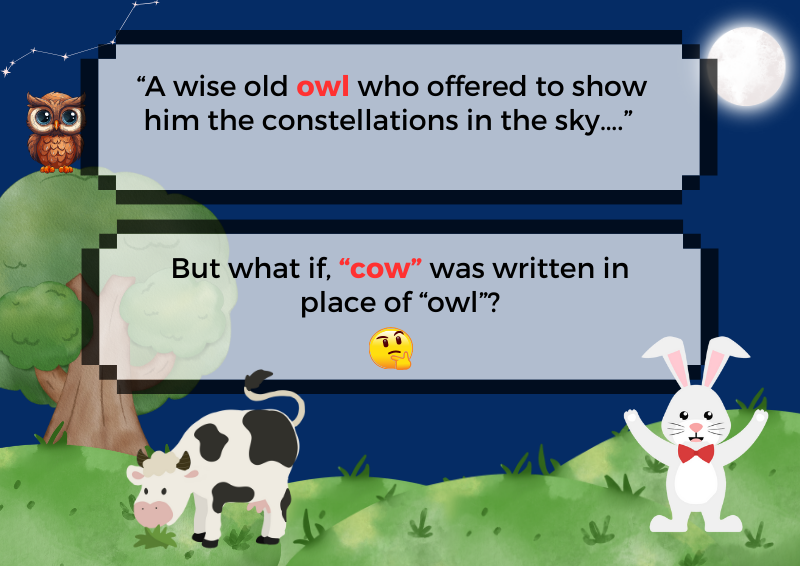 “A wise old owl who offered to show
him the constellations in the sky....”
But what if, “cow” was written in
place of “owl”?